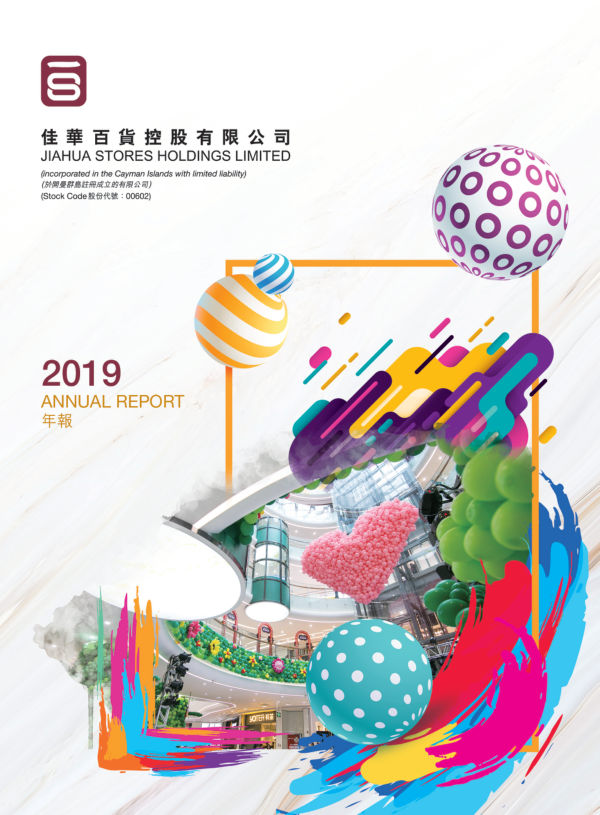 佳華百貨控股有限公司
JIAHUA STORES HOLDINGS LIMITED
(incorporated in the Cayman Islands with limited liability)
(於開曼群島註冊成立的有限公司)
(Stock Code股份代號：00602)
2019
ANNUAL REPORT
年報